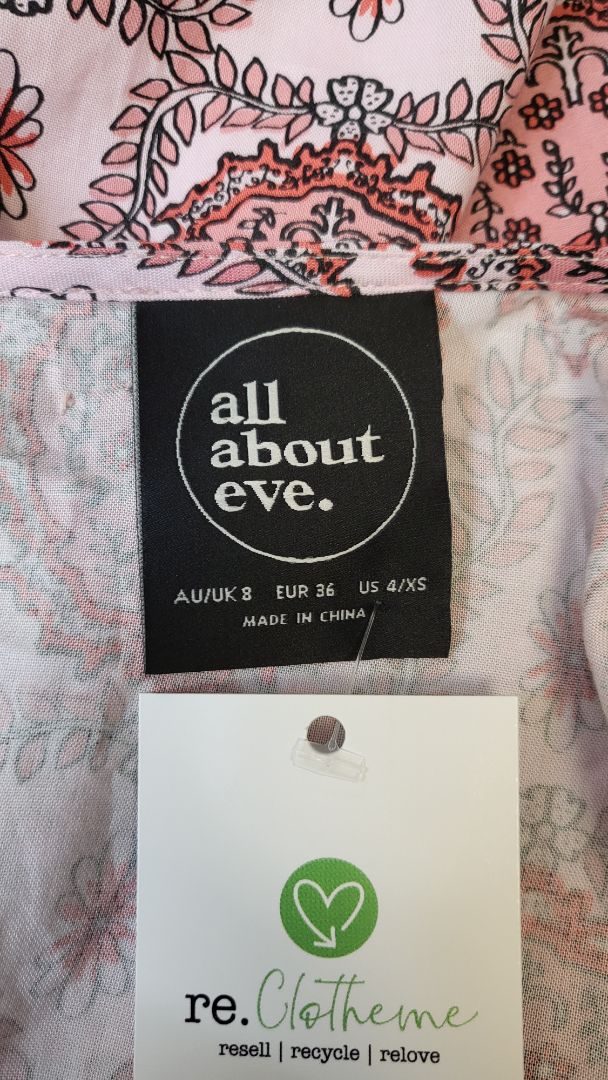 all
about
eve.
AU/UK 8 EUR 36 US 4/XS
MADE IN CHINA
re.Clotheme
resell | recycle | relove